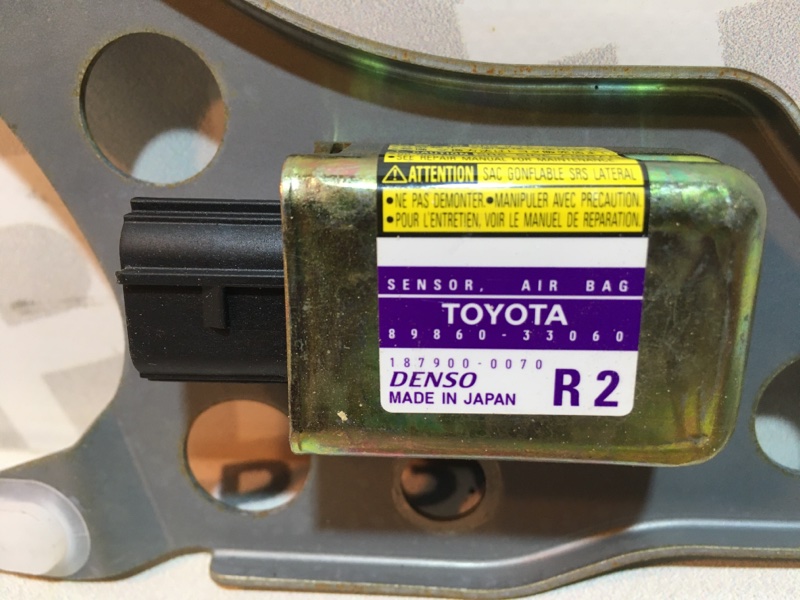 •SEE REPAIR MANUAL FOR MAINTENANCE
ATTENTION SAC GONFLABLE SRS LATERAL
•NE PAS DEMONTER •MANIPULER AVEC PRECAUTION.
•POUR L'ENTRETIEN, VOIR LE MANUEL DE REPARATION.
SENSOR, AIR BAG
TOYOTA
89860-33060
187900-0070
DENSO
MADE IN JAPAN R2